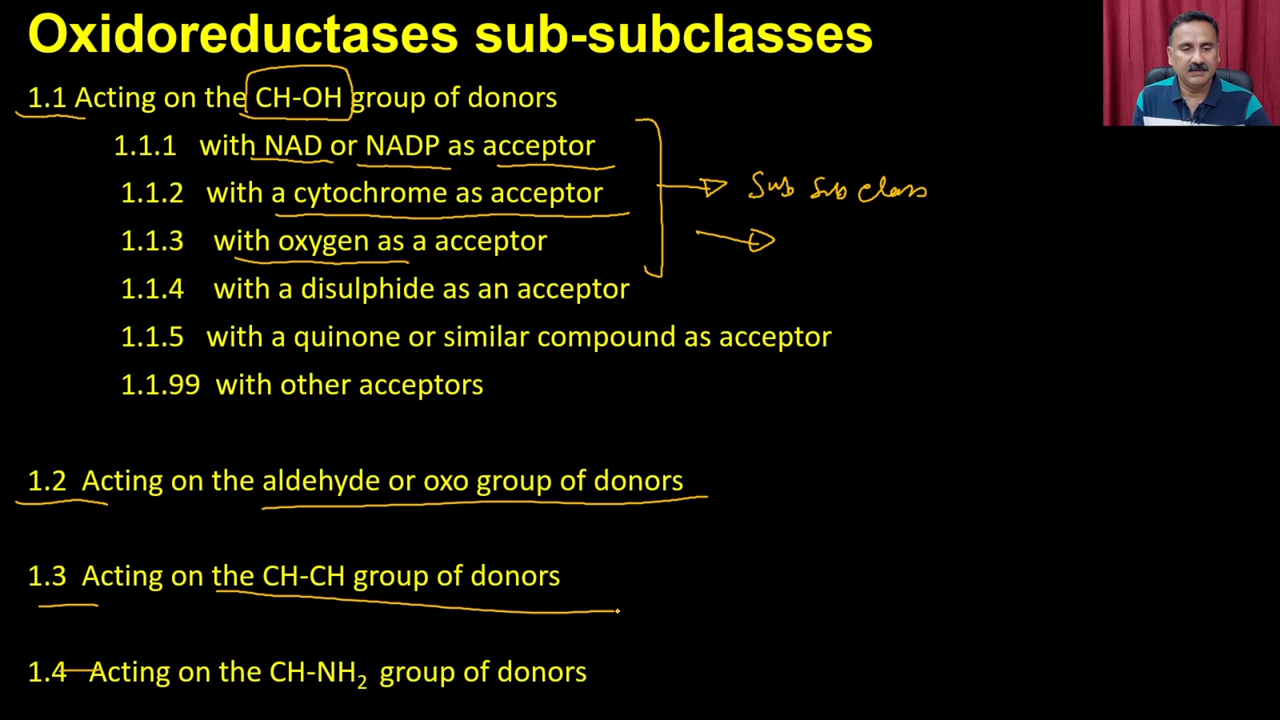 Oxidoreductases sub-subclasses
1.1 Acting on the CH-OH group of donors
1.1.1 with NAD or NADP as acceptor
1.1.2 with a cytochrome as acceptor
Sub Sub class
1.1.3 with oxygen as a acceptor
1.1.4 with a disulphide as an acceptor
1.1.5 with a quinone or similar compound as acceptor
1.1.99 with other acceptors
1.2 Acting on the aldehyde or oxo group of donors
1.3 Acting on the CH-CH group of donors
1.4 Acting on the CH-NH₂ group of donors